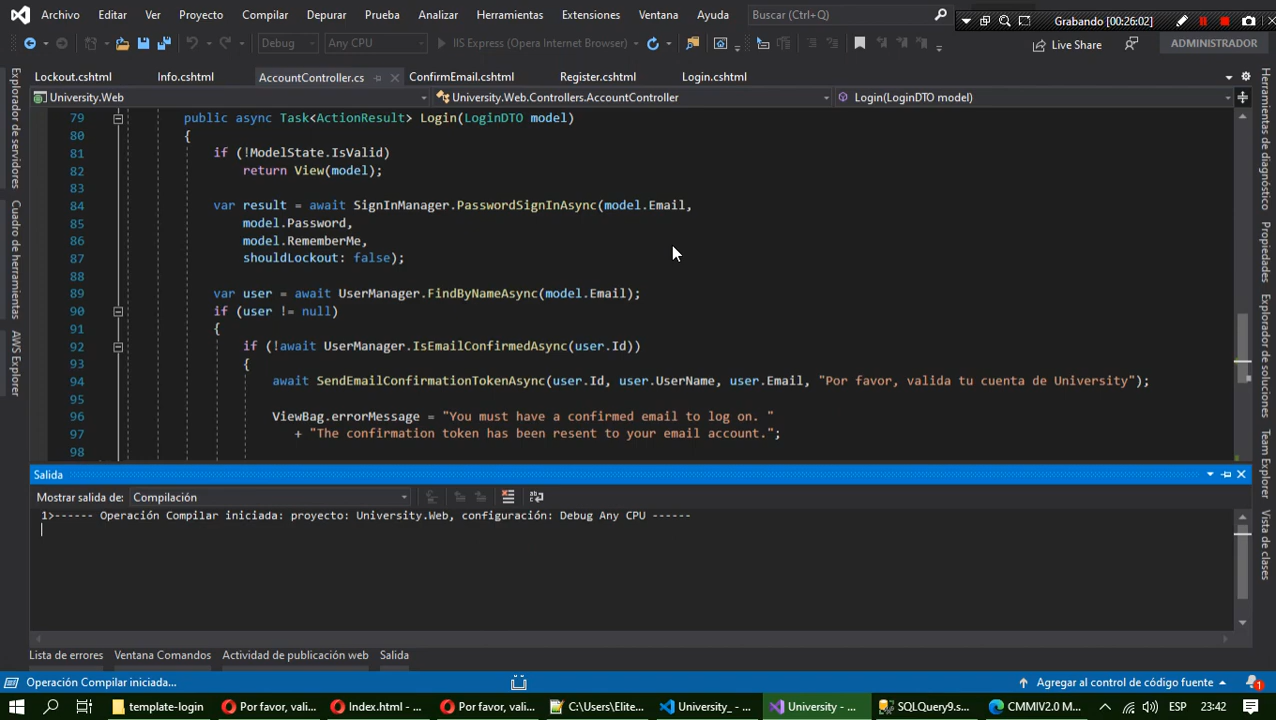 Archivo Editar Ver Proyecto Compilar Depurar Prueba Analizar Herramientas Extensiones Ventana Ayuda Buscar (Ctrl+Q) Grabando [00:26:02]
Debug Any CPU IIS Express (Opera Internet Browser) Live Share ADMINISTRADOR
Lockout.cshtml Info.cshtml AccountController.cs ConfirmEmail.cshtml Register.cshtml Login.cshtml
University.Web University.Web.Controllers.AccountController Login(LoginDTO model)
79 public async Task<ActionResult> Login(LoginDTO model)
80 {
81 if (!ModelState.IsValid)
82 return View(model);
83
84 var result = await SignInManager.PasswordSignInAsync(model.Email,
85 model.Password,
86 model.RememberMe,
87 shouldLockout: false);
88
89 var user = await UserManager.FindByNameAsync(model.Email);
90 if (user != null)
91 {
92 if (!await UserManager.IsEmailConfirmedAsync(user.Id))
93 {
94 await SendEmailConfirmationTokenAsync(user.Id, user.UserName, user.Email, "Por favor, valida tu cuenta de University");
95
96 ViewBag.errorMessage = "You must have a confirmed email to log on. "
97 + "The confirmation token has been resent to your email account.";
98
Explorador de servidores
Cuadro de herramientas
AWS Explorer
Herramientas de diagnóstico
Propiedades
Explorador de soluciones
Team Explorer
Vista de clases
Salida
Mostrar salida de: Compilación
1>------ Operación Compilar iniciada: proyecto: University.Web, configuración: Debug Any CPU ------
Lista de errores Ventana Comandos Actividad de publicación web Salida
Operación Compilar iniciada... Agregar al control de código fuente 1
template-login Por favor, vali... Index.html - ... Por favor, vali... C:\Users\Elite... University_ - ... University - ... SQLQuery9.s... CMMIV2.0 M... ESP 23:42